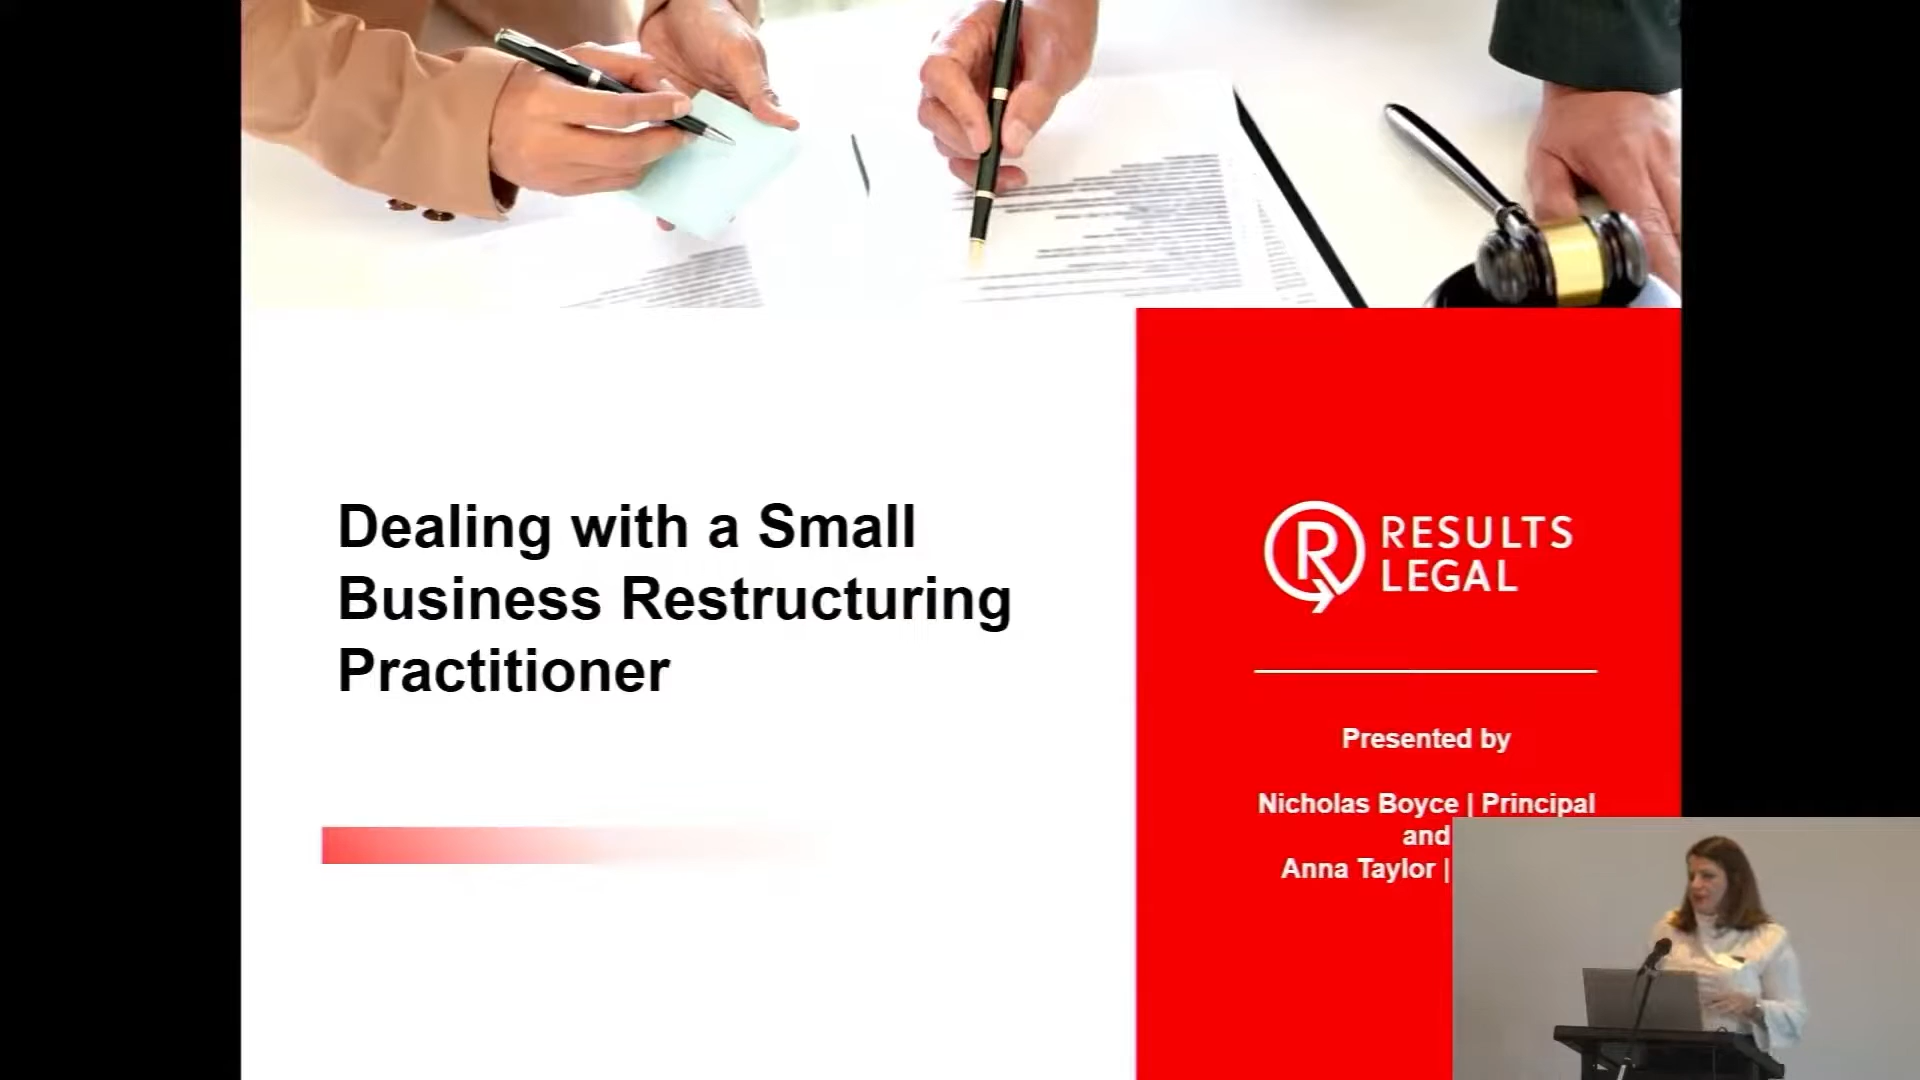 Dealing with a Small
Business Restructuring
Practitioner
RESULTS
LEGAL
Presented by
Nicholas Boyce | Principal
and
Anna Taylor |